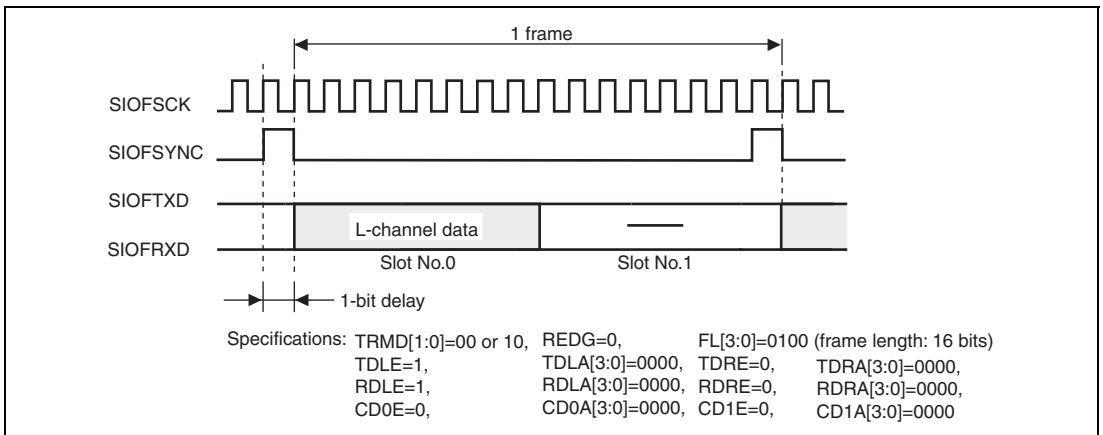 1 frame
SIOFSCK
SIOFSYNC
SIOFTXD
L-channel data
SIOFRXD
Slot No.0 Slot No.1
1-bit delay
Specifications: TRMD[1:0]=00 or 10, REDG=0, FL[3:0]=0100 (frame length: 16 bits)
TDLE=1, TDLA[3:0]=0000, TDRE=0, TDRA[3:0]=0000,
RDLE=1, RDLA[3:0]=0000, RDRE=0, RDRA[3:0]=0000,
CD0E=0, CD0A[3:0]=0000, CD1E=0, CD1A[3:0]=0000